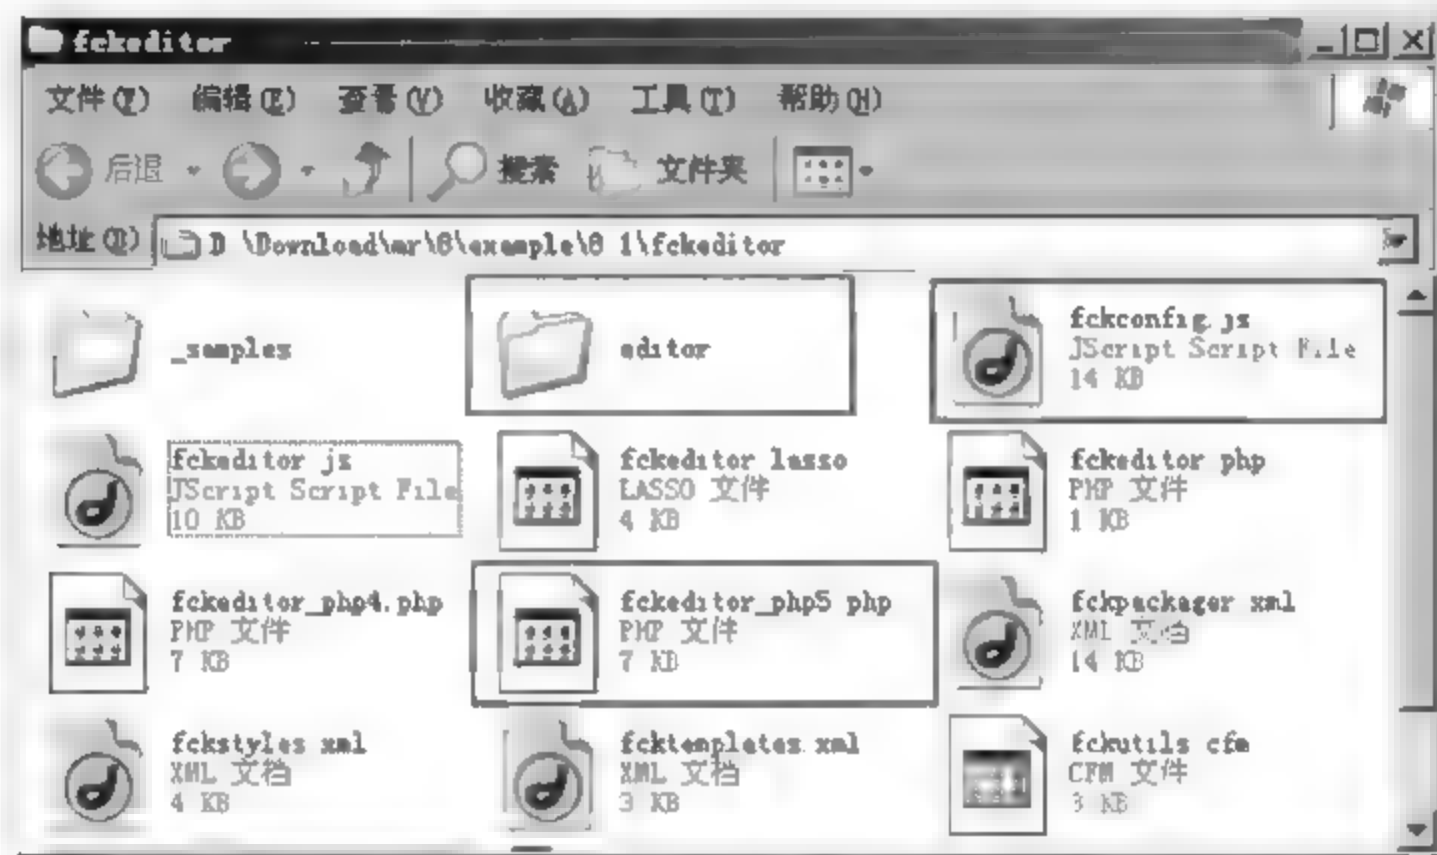 fckeditor
文件(F) 编辑(E) 查看(V) 收藏(A) 工具(T) 帮助(H)
后退 搜索 文件夹
地址(D) D \Download\mr\8\example\8 1\fckeditor
_samples
editor
fckconfig.js
JScript Script File
14 KB
fckeditor js
JScript Script File
10 KB
fckeditor lasso
LASSO 文件
4 KB
fckeditor php
PHP 文件
1 KB
fckeditor_php4.php
PHP 文件
7 KB
fckeditor_php5 php
PHP 文件
7 KB
fckpackager xml
XML 文档
14 KB
fckstyles xml
XML 文档
4 KB
fcktemplates xml
XML 文档
3 KB
fckutils cfm
CFM 文件
3 KB